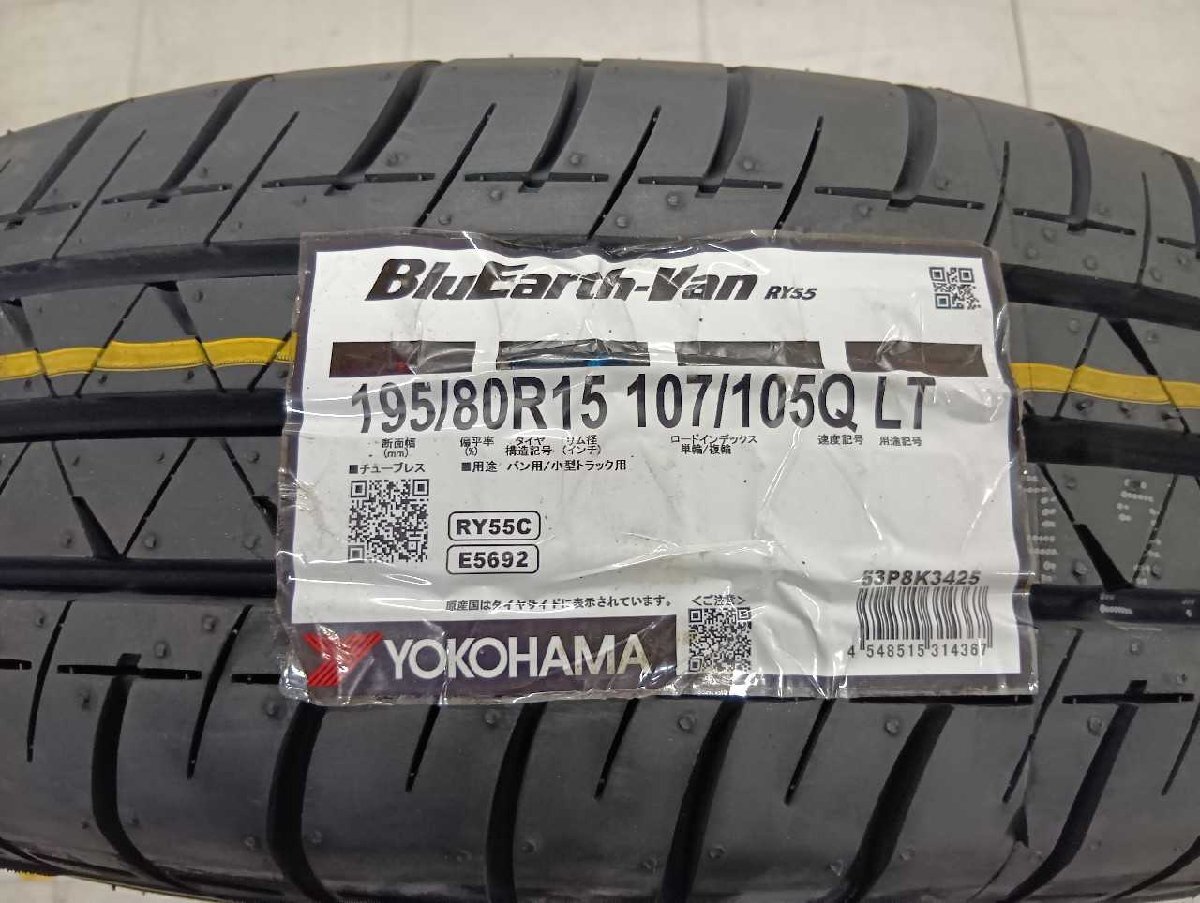 BluEarth-Van RY55
195/80R15 107/105Q LT
断面幅 偏平率 タイヤ リム径 ロードインデックス 速度記号 用途記号
(mm) (%) 構造記号 (インチ) 単輪/複輪
■チューブレス ■用途 バン用/小型トラック用
RY55C
E5692
53P8K3425
原産国はタイヤサイドに表示されています。 <ご注意>
YOKOHAMA
4 548515 314367